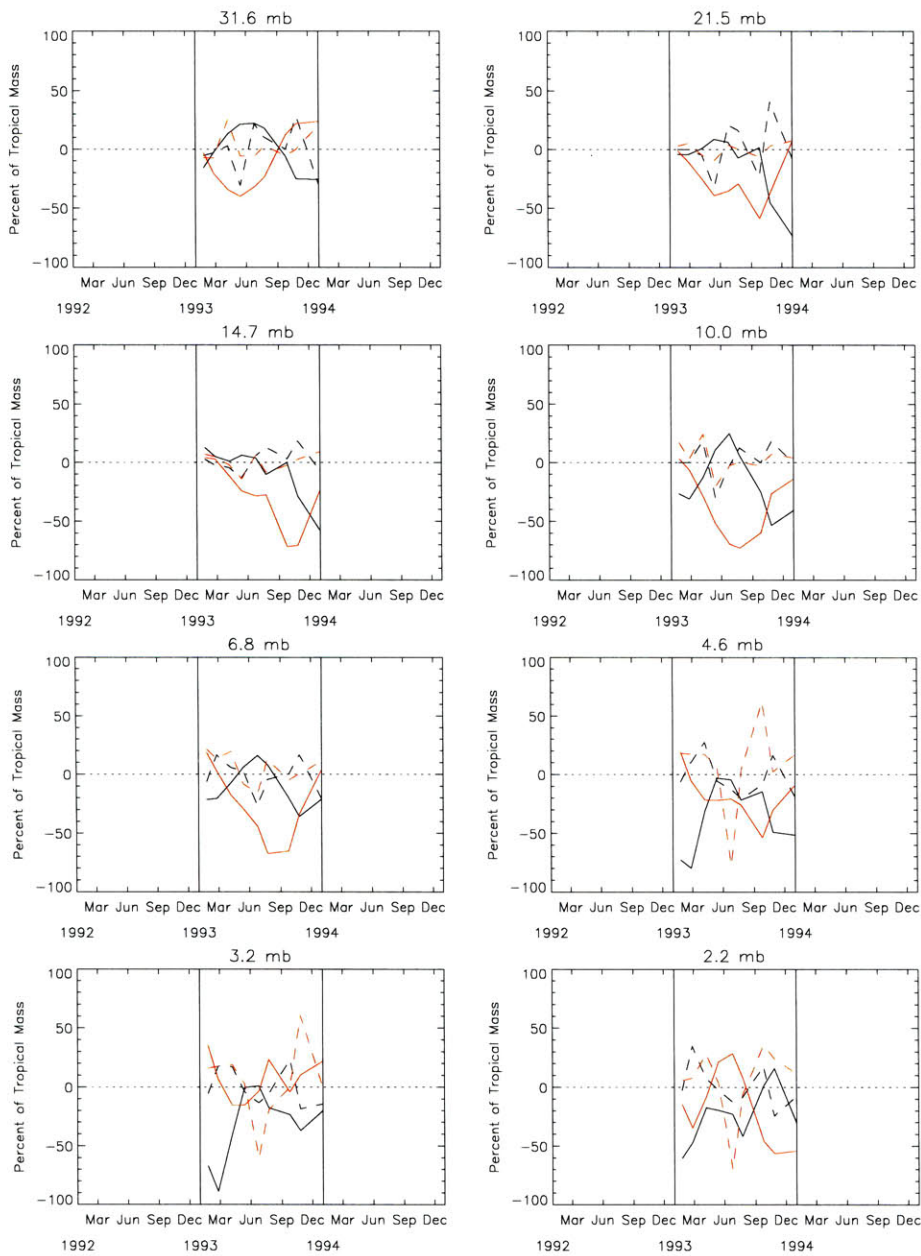 31.6 mb
Percent of Tropical Mass
100
50
0
−50
−100
Mar Jun Sep Dec Mar Jun Sep Dec Mar Jun Sep Dec
1992 1993 1994
21.5 mb
Percent of Tropical Mass
100
50
0
−50
−100
Mar Jun Sep Dec Mar Jun Sep Dec Mar Jun Sep Dec
1992 1993 1994
14.7 mb
Percent of Tropical Mass
100
50
0
−50
−100
Mar Jun Sep Dec Mar Jun Sep Dec Mar Jun Sep Dec
1992 1993 1994
10.0 mb
Percent of Tropical Mass
100
50
0
−50
−100
Mar Jun Sep Dec Mar Jun Sep Dec Mar Jun Sep Dec
1992 1993 1994
6.8 mb
Percent of Tropical Mass
100
50
0
−50
−100
Mar Jun Sep Dec Mar Jun Sep Dec Mar Jun Sep Dec
1992 1993 1994
4.6 mb
Percent of Tropical Mass
100
50
0
−50
−100
Mar Jun Sep Dec Mar Jun Sep Dec Mar Jun Sep Dec
1992 1993 1994
3.2 mb
Percent of Tropical Mass
100
50
0
−50
−100
Mar Jun Sep Dec Mar Jun Sep Dec Mar Jun Sep Dec
1992 1993 1994
2.2 mb
Percent of Tropical Mass
100
50
0
−50
−100
Mar Jun Sep Dec Mar Jun Sep Dec Mar Jun Sep Dec
1992 1993 1994